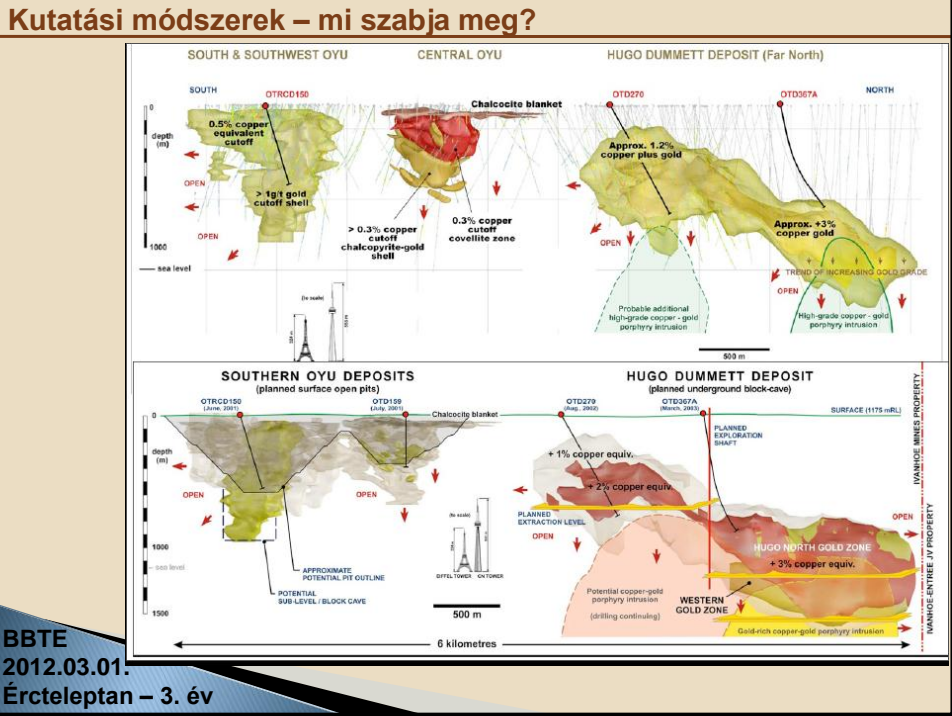 Kutatási módszerek – mi szabja meg?
SOUTH & SOUTHWEST OYU
CENTRAL OYU
HUGO DUMMETT DEPOSIT (Far North)
SOUTH
OTRCD150
OTD270
OTD367A
NORTH
0
depth
(m)
1000
sea level
0.5% copper
equivalent
cutoff
> 1g/t gold
cutoff shell
OPEN
OPEN
Chalcocite blanket
> 0.3% copper
cutoff
chalcopyrite-gold
shell
0.3% copper
cutoff
covellite zone
Approx. 1.2%
copper plus gold
Approx. +3%
copper gold
OPEN
TREND OF INCREASING GOLD GRADE
OPEN
Probable additional
high-grade copper - gold
porphyry intrusion
High-grade copper - gold
porphyry intrusion
(to scale)
500 m
SOUTHERN OYU DEPOSITS
(planned surface open pits)
HUGO DUMMETT DEPOSIT
(planned underground block-cave)
OTRCD150
(June, 2001)
OTD159
(July, 2001)
OTD270
(Aug., 2002)
OTD367A
(March, 2003)
0
depth
(m)
1000
sea level
1500
Chalcocite blanket
SURFACE (1175 mRL)
PLANNED
EXPLORATION
SHAFT
+ 1% copper equiv.
+ 2% copper equiv.
OPEN
OPEN
PLANNED
EXTRACTION LEVEL
OPEN
OPEN
HUGO NORTH GOLD ZONE
+ 3% copper equiv.
(to scale)
EIFFEL TOWER
CN TOWER
APPROXIMATE
POTENTIAL PIT OUTLINE
POTENTIAL
SUB-LEVEL / BLOCK CAVE
Potential copper-gold
porphyry intrusion
(drilling continuing)
WESTERN
GOLD ZONE
Gold-rich copper-gold porphyry intrusion
IVANHOE MINES PROPERTY
IVANHOE-ENTREE JV PROPERTY
500 m
6 kilometres
BBTE
2012.03.01.
Ércteleptan – 3. év